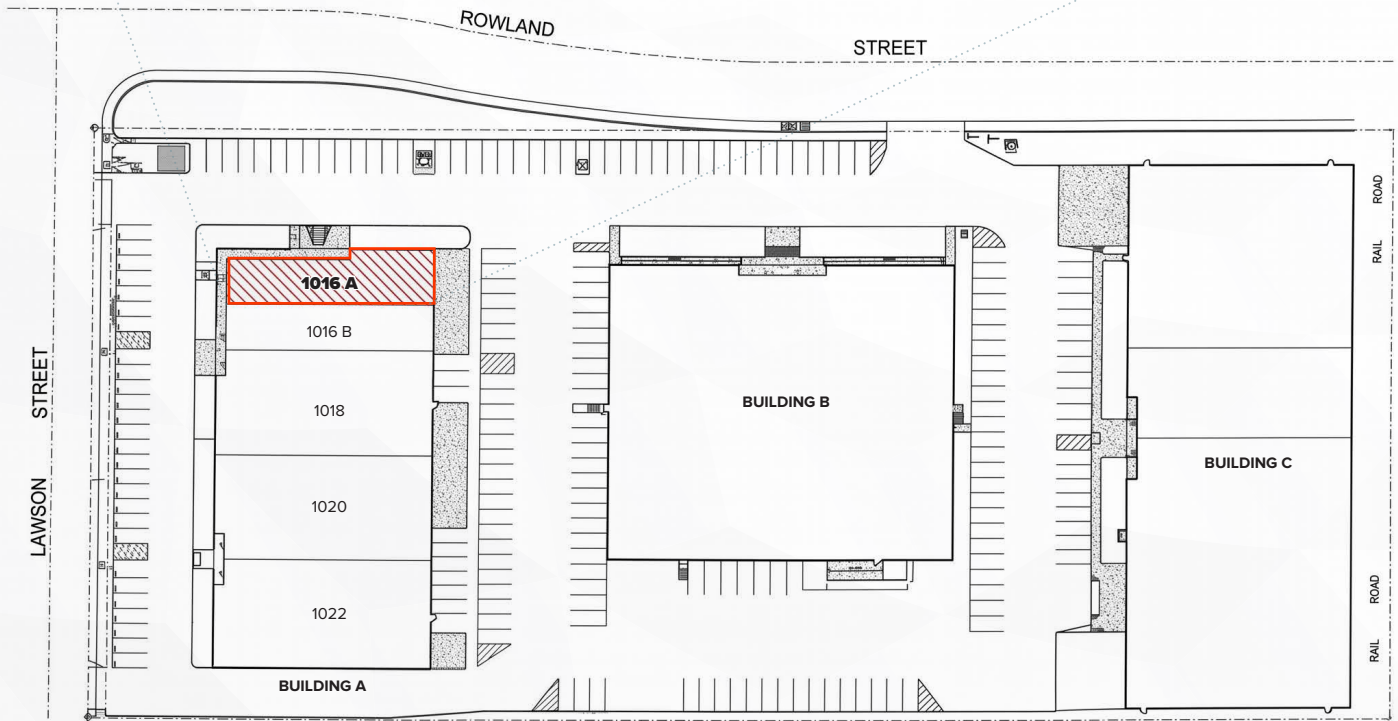 ROWLAND
STREET
ROAD
RAIL
1016 A
1016 B
1018
1020
1022
BUILDING A
LAWSON STREET
BUILDING B
BUILDING C
ROAD
RAIL